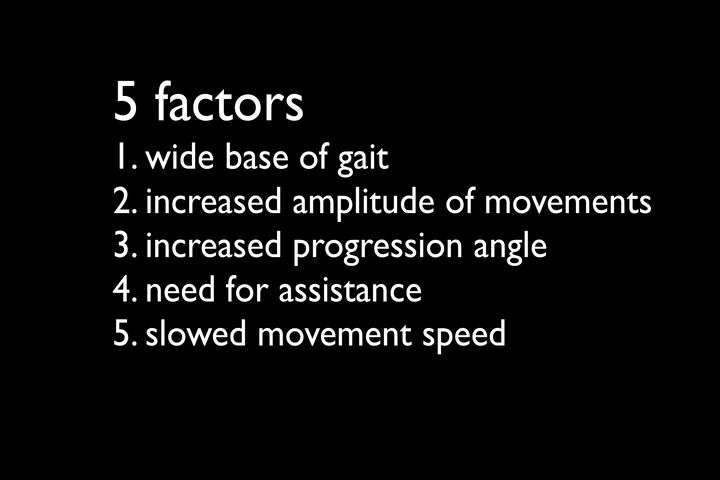 5 factors
1. wide base of gait
2. increased amplitude of movements
3. increased progression angle
4. need for assistance
5. slowed movement speed